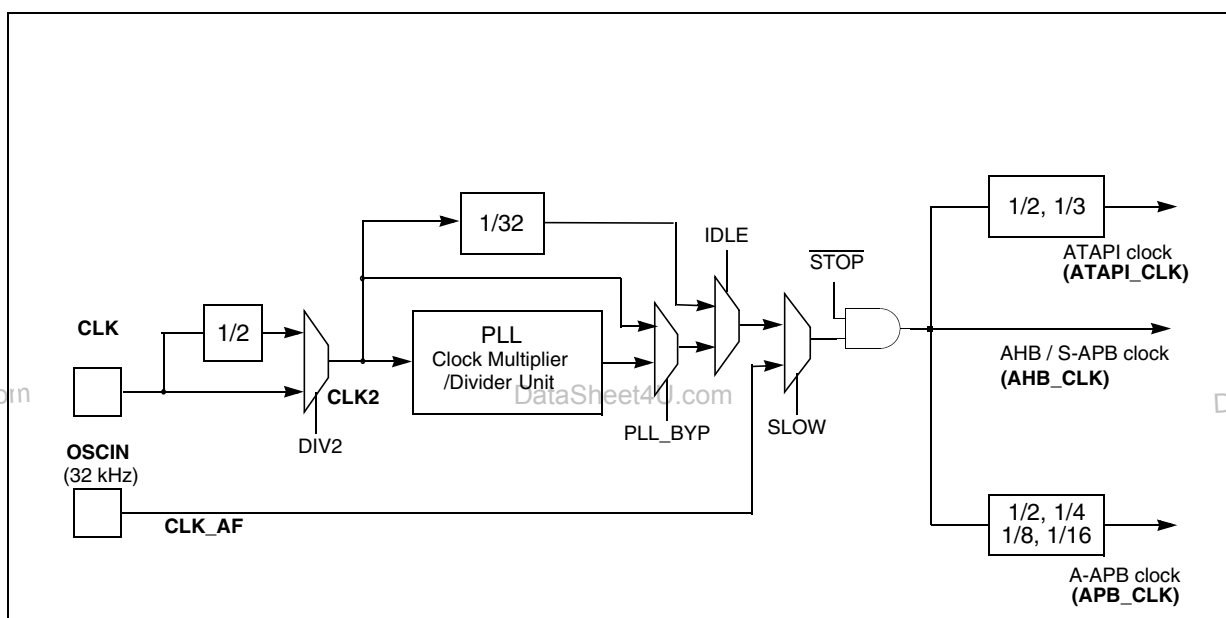 1/32
1/2, 1/3
IDLE
STOP
ATAPI clock
(ATAPI_CLK)
CLK
1/2
PLL
Clock Multiplier
/Divider Unit
AHB / S-APB clock
(AHB_CLK)
CLK2
DataSheet4U.com
DIV2
PLL_BYP
SLOW
OSCIN
(32 kHz)
CLK_AF
1/2, 1/4
1/8, 1/16
A-APB clock
(APB_CLK)